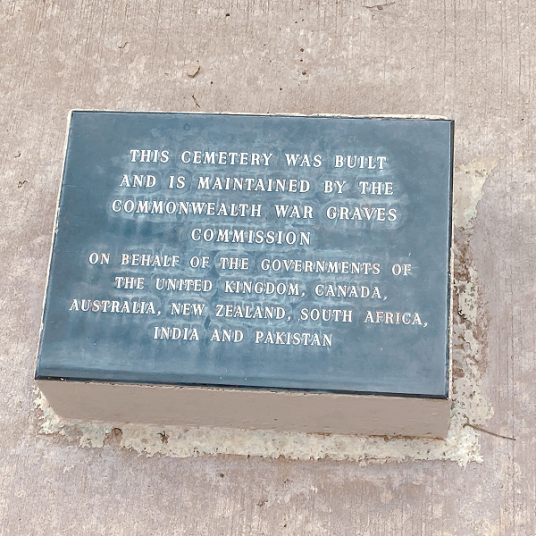 THIS CEMETERY WAS BUILT
AND IS MAINTAINED BY THE
COMMONWEALTH WAR GRAVES
COMMISSION
ON BEHALF OF THE GOVERNMENTS OF
THE UNITED KINGDOM, CANADA,
AUSTRALIA, NEW ZEALAND, SOUTH AFRICA,
INDIA AND PAKISTAN